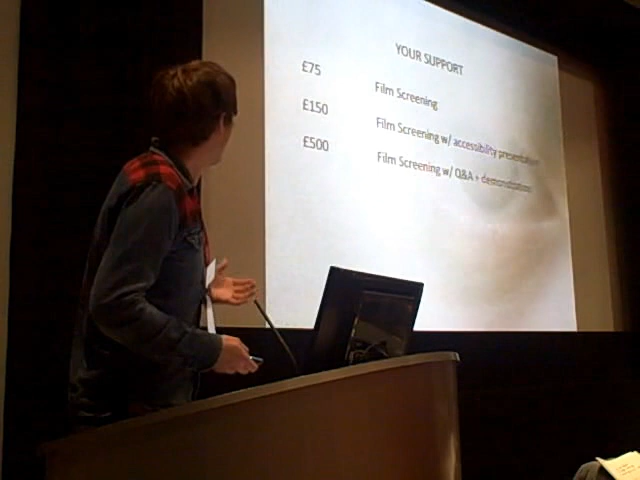 YOUR SUPPORT
£75 Film Screening
£150 Film Screening w/ accessibility presentation
£500 Film Screening w/ Q&A + demonstrations